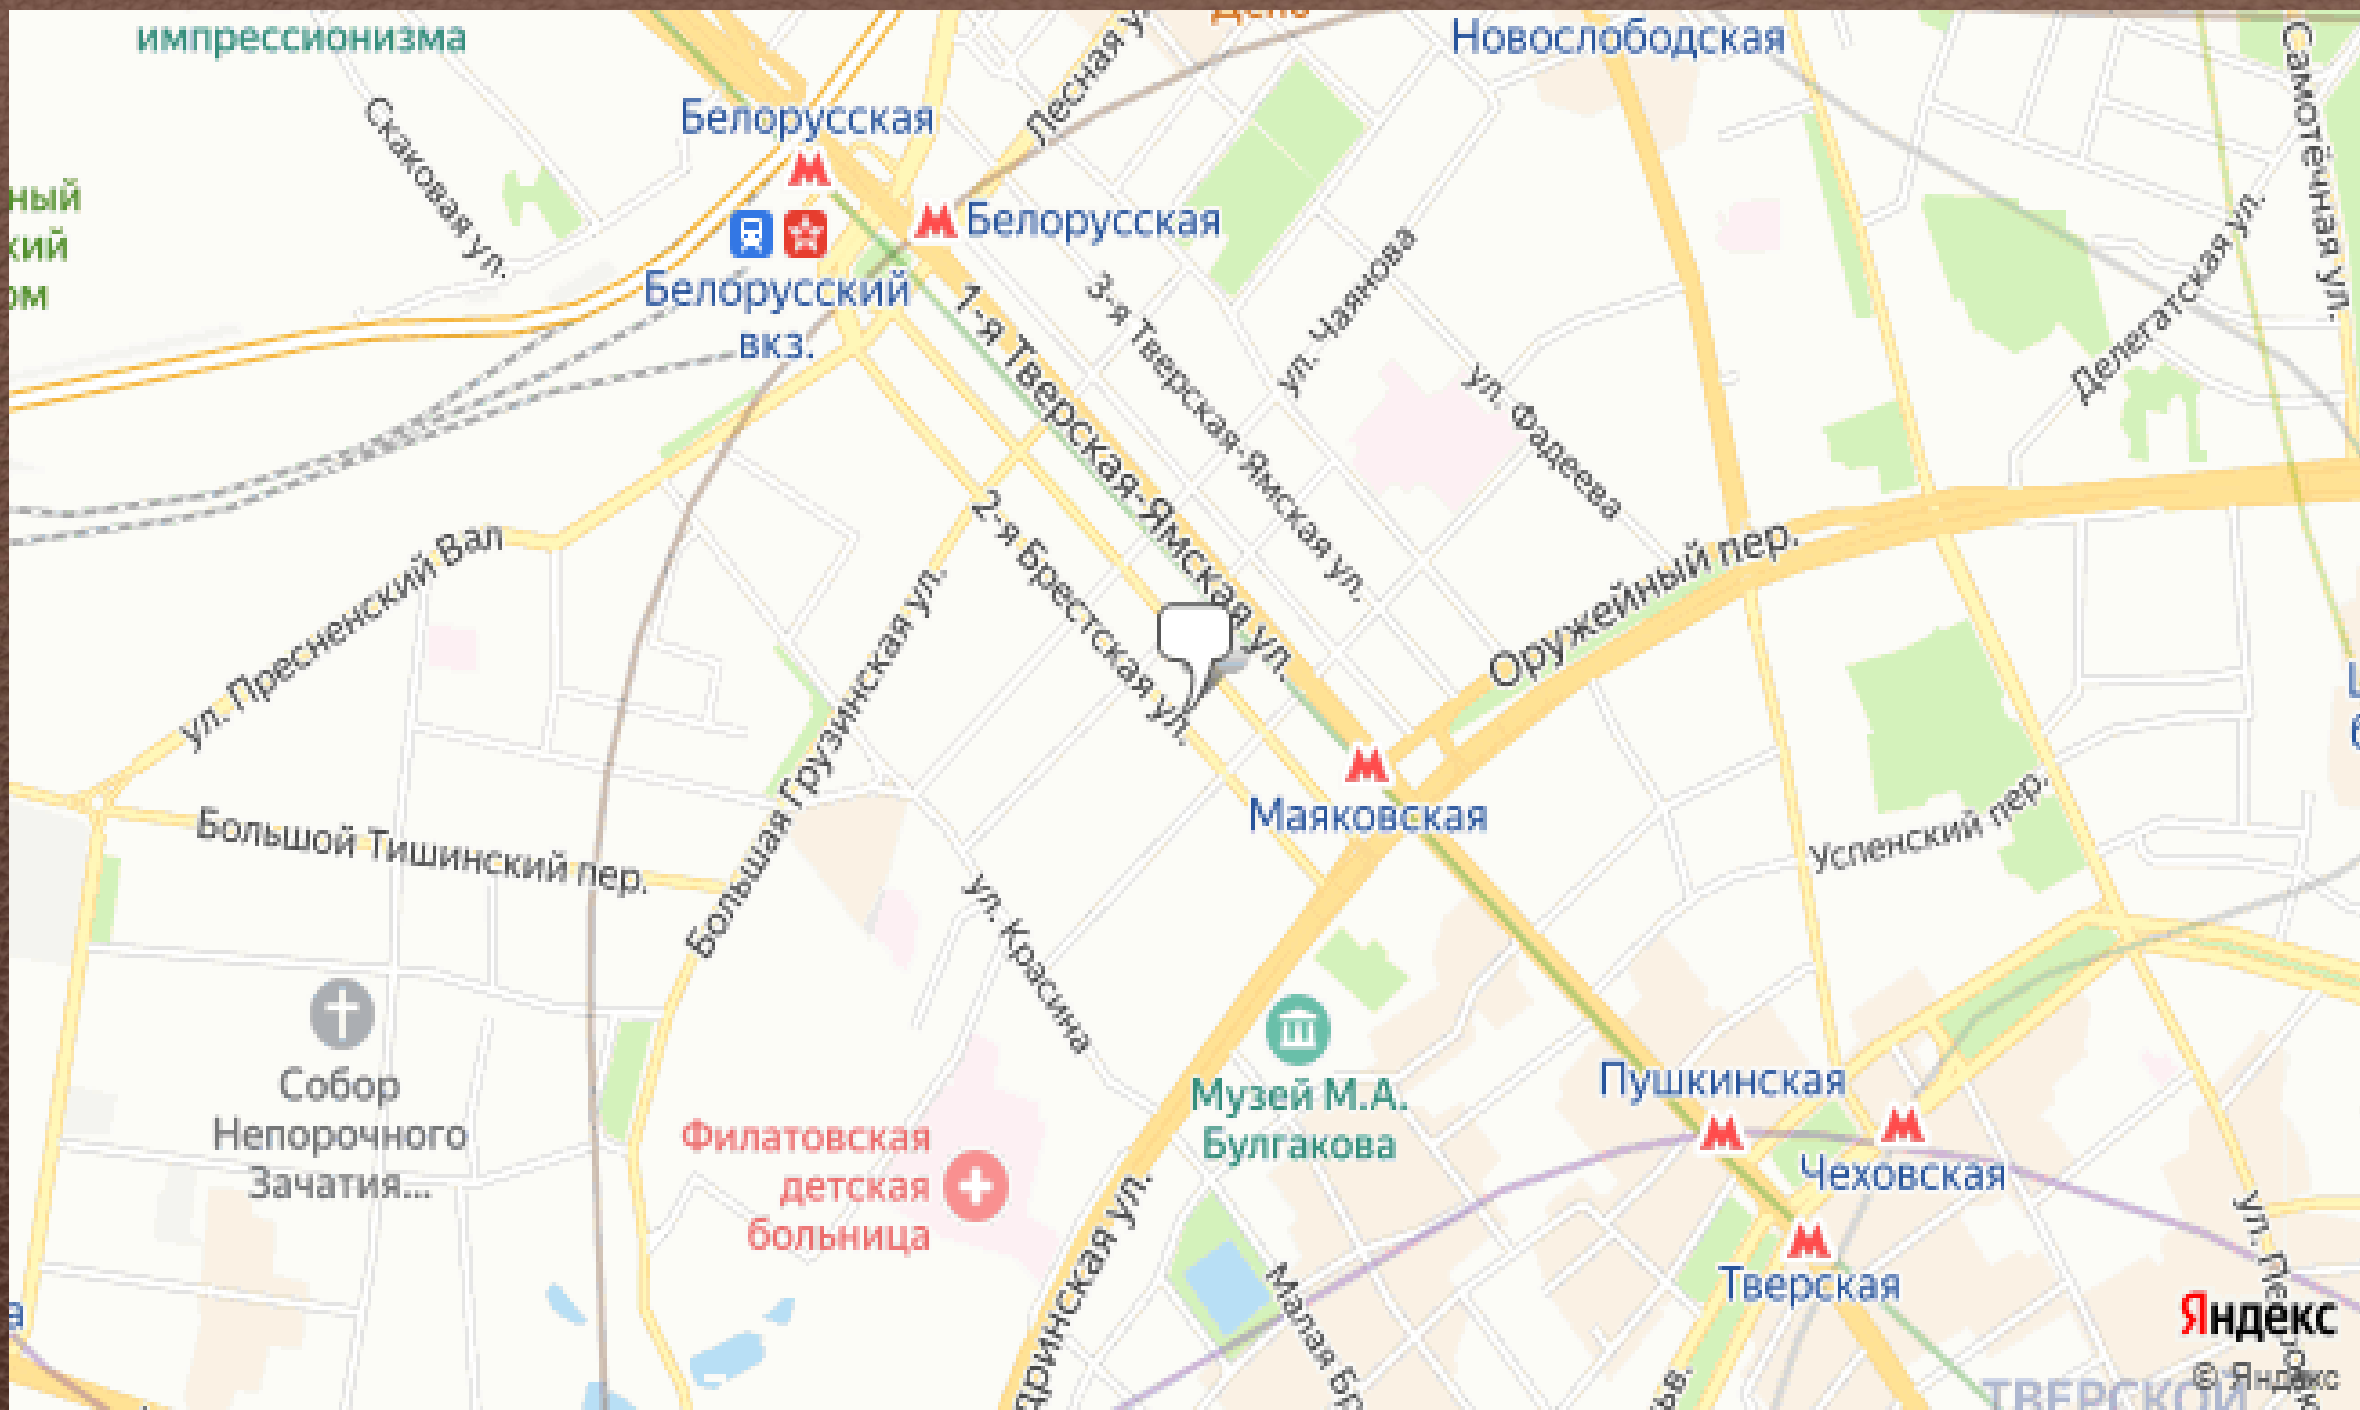 импрессионизма
Новослободская
Скаковая ул.
Лесная
Самотёчная ул.
Белорусская
Белорусская
Белорусский
вкз.
1-я Тверская-Ямская ул.
3-я Тверская-Ямская ул.
ул. Чаянова
ул. Фадеева
Делегатская ул.
ул. Пресненский Вал
2-я Брестская ул.
Оружейный пер.
Большая Грузинская ул.
Маяковская
Большой Тишинский пер.
Успенский пер.
ул. Красина
Собор
Непорочного
Зачатия...
Филатовская
детская
больница
Музей М.А.
Булгакова
Пушкинская
Чеховская
Тверская
Малая
ул.
Яндекс
© Яндекс
ТВЕРСКОЙ